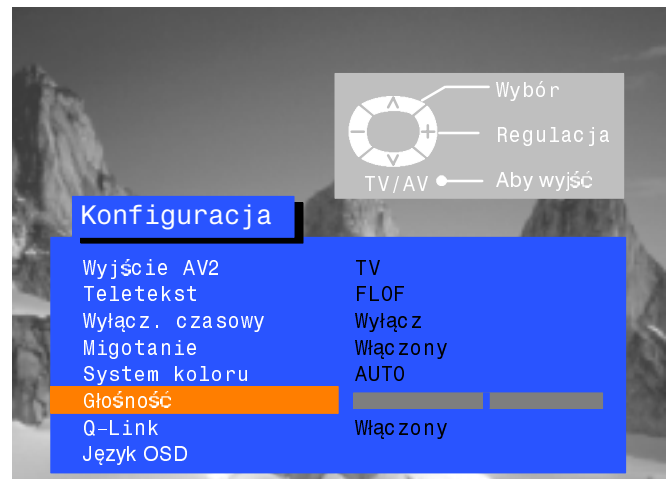 Wybór
Regulacja
TV/AV Aby wyjść
Konfiguracja
Wyjście AV2 TV
Teletekst FLOF
Wyłącz. czasowy Wyłącz
Migotanie Włączony
System koloru AUTO
Głośność
Q-Link Włączony
Język OSD